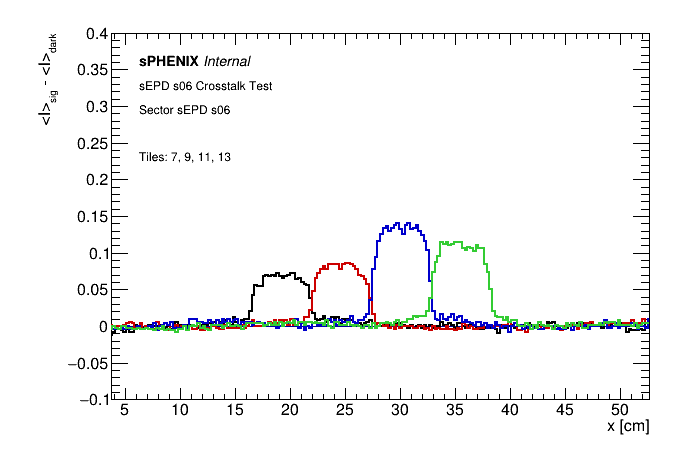 <I>sig - <I>dark
0.4
0.35
0.3
0.25
0.2
0.15
0.1
0.05
0
−0.05
−0.1
sPHENIX Internal
sEPD s06 Crosstalk Test
Sector sEPD s06
Tiles: 7, 9, 11, 13
5 10 15 20 25 30 35 40 45 50
x [cm]